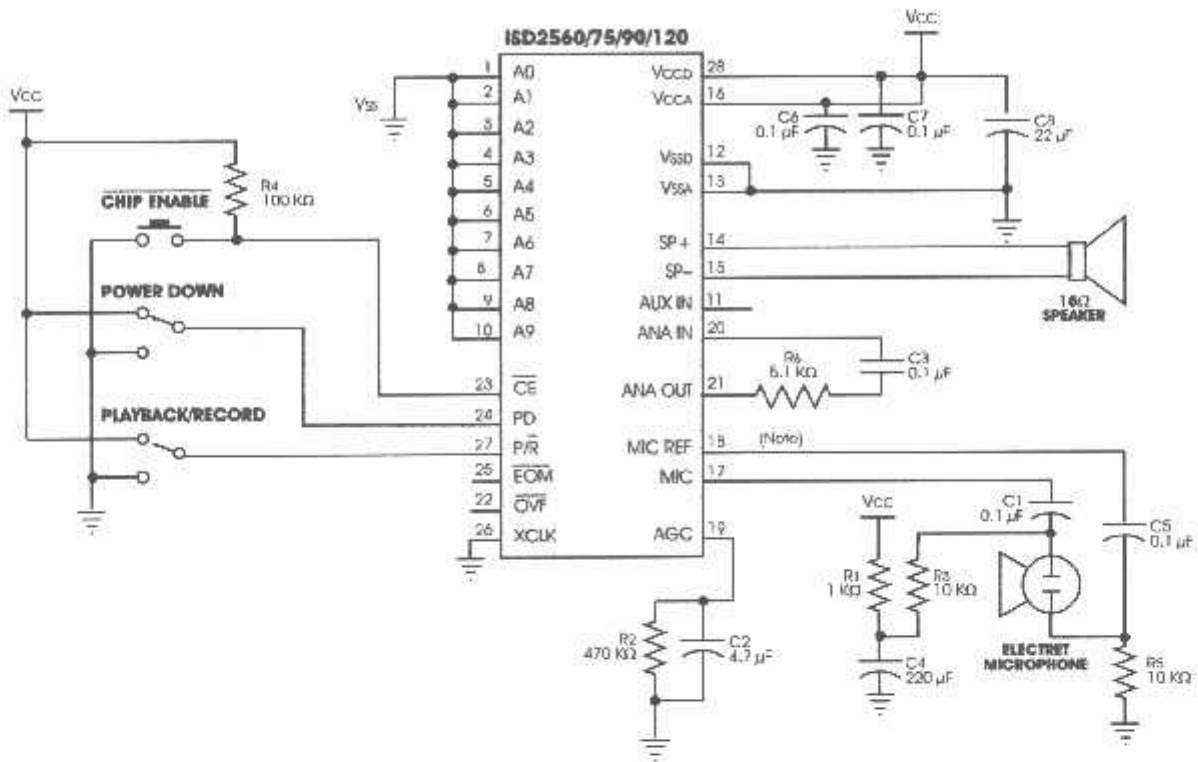 ISD2560/75/90/120
VCC
VCC
VSS
1 A0
2 A1
3 A2
4 A3
5 A4
6 A5
7 A6
8 A7
9 A8
10 A9
23 CE
24 PD
27 P/R
25 EOM
22 OVF
26 XCLK
VCCD 28
VCCA 16
VSSD 12
VSSA 13
SP+ 14
SP– 15
AUX IN 11
ANA IN 20
ANA OUT 21
MIC REF 18 (Note)
MIC 17
AGC 19
R4
100 KΩ
CHIP ENABLE
POWER DOWN
PLAYBACK/RECORD
C6
0.1 µF
C7
0.1 µF
C8
22 µF
16Ω
SPEAKER
R6
5.1 KΩ
C3
0.1 µF
C1
0.1 µF
C5
0.1 µF
VCC
R1
1 KΩ
R3
10 KΩ
C4
220 µF
ELECTRET
MICROPHONE
R5
10 KΩ
R2
470 KΩ
C2
4.7 µF